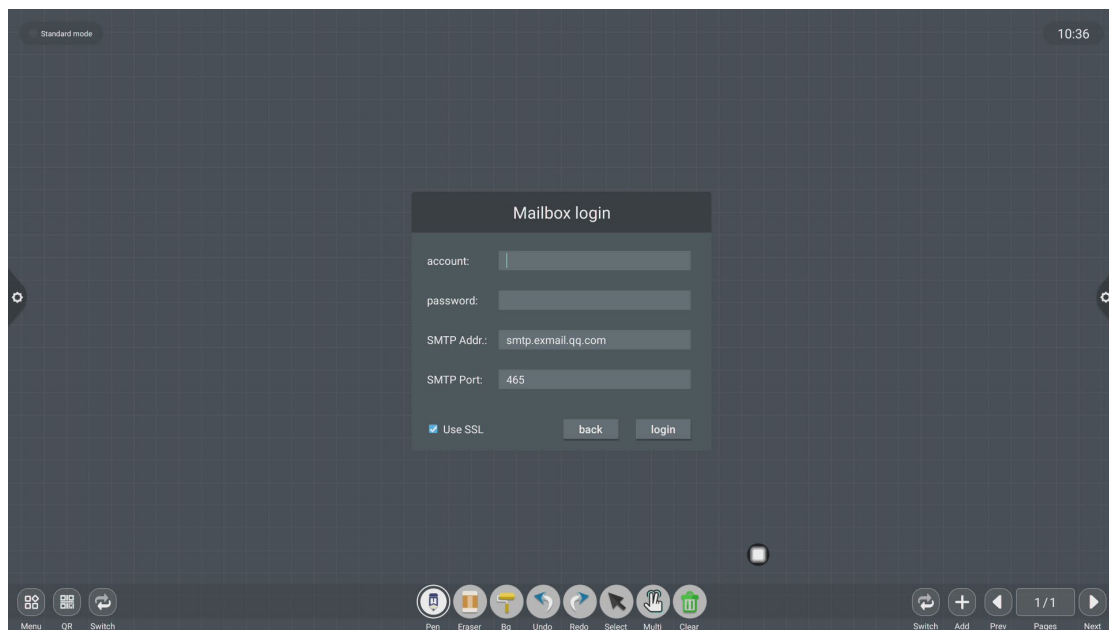 Standard mode
10:36
Mailbox login
account:
password:
SMTP Addr.: smtp.exmail.qq.com
SMTP Port: 465
Use SSL back login
1/1
Menu QR Switch Pen Eraser Bg Undo Redo Select Multi Clear Switch Add Prev Pages Next